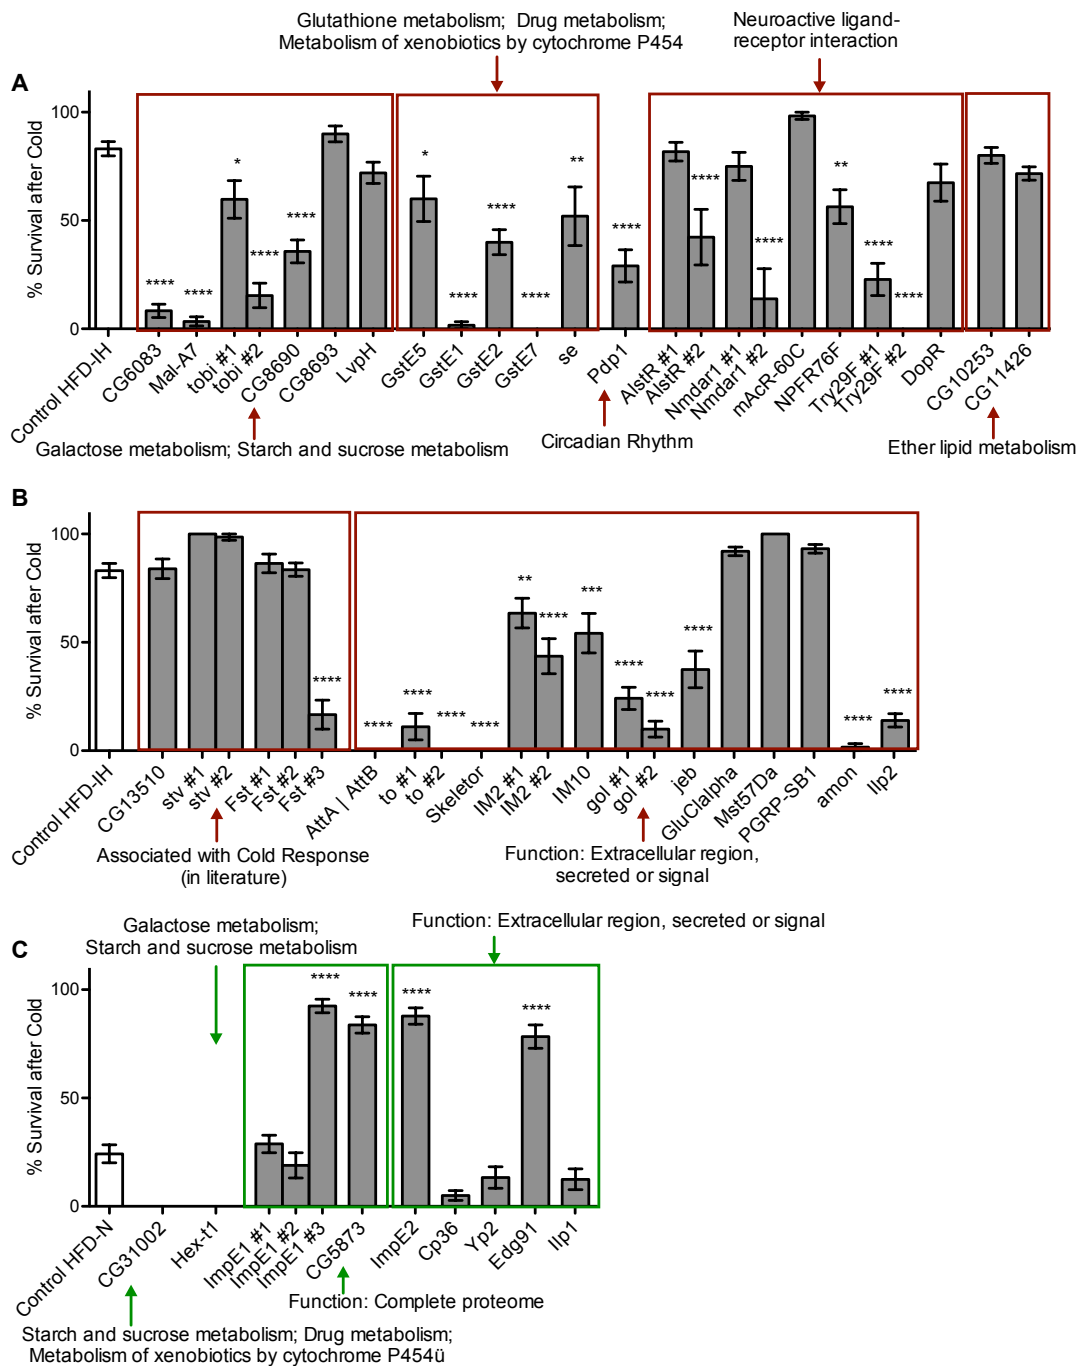 Glutathione metabolism; Drug metabolism;
Metabolism of xenobiotics by cytochrome P454
Neuroactive ligand-
receptor interaction
A
% Survival after Cold
100
50
0
*
**
****
Control HFD-IH
CG6083
****
Mal-A7
****
tobi #1
*
tobi #2
****
CG8690
****
CG8693
LvpH
GstE5
*
GstE1
****
GstE2
****
GstE7
****
se
**
Pdp1
****
AlstR #1
AlstR #2
****
Nmdar1 #1
Nmdar1 #2
****
mAcR-60C
NPFR76F
**
Try29F #1
****
Try29F #2
****
DopR
CG10253
CG11426
Galactose metabolism; Starch and sucrose metabolism
Circadian Rhythm
Ether lipid metabolism
B
% Survival after Cold
100
50
0
Control HFD-IH
CG13510
stv #1
stv #2
Fst #1
Fst #2
Fst #3
****
AttA | AttB
****
to #1
****
to #2
****
Skeletor
****
IM2 #1
**
IM2 #2
****
IM10
***
gol #1
****
gol #2
****
jeb
****
GluClalpha
Mst57Da
PGRP-SB1
amon
****
Ilp2
****
Associated with Cold Response
(in literature)
Function: Extracellular region,
secreted or signal
Galactose metabolism;
Starch and sucrose metabolism
Function: Extracellular region, secreted or signal
C
% Survival after Cold
100
50
0
Control HFD-N
CG31002
Hex-t1
ImpE1 #1
ImpE1 #2
ImpE1 #3
****
CG5873
****
ImpE2
****
Cp36
Yp2
Edg91
****
Ilp1
Function: Complete proteome
Starch and sucrose metabolism; Drug metabolism;
Metabolism of xenobiotics by cytochrome P454ü